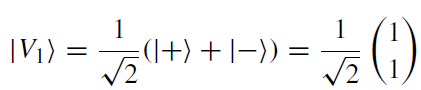 |V₁⟩ = 1/√2 (|+⟩ + |−⟩) = 1/√2 (1 1)